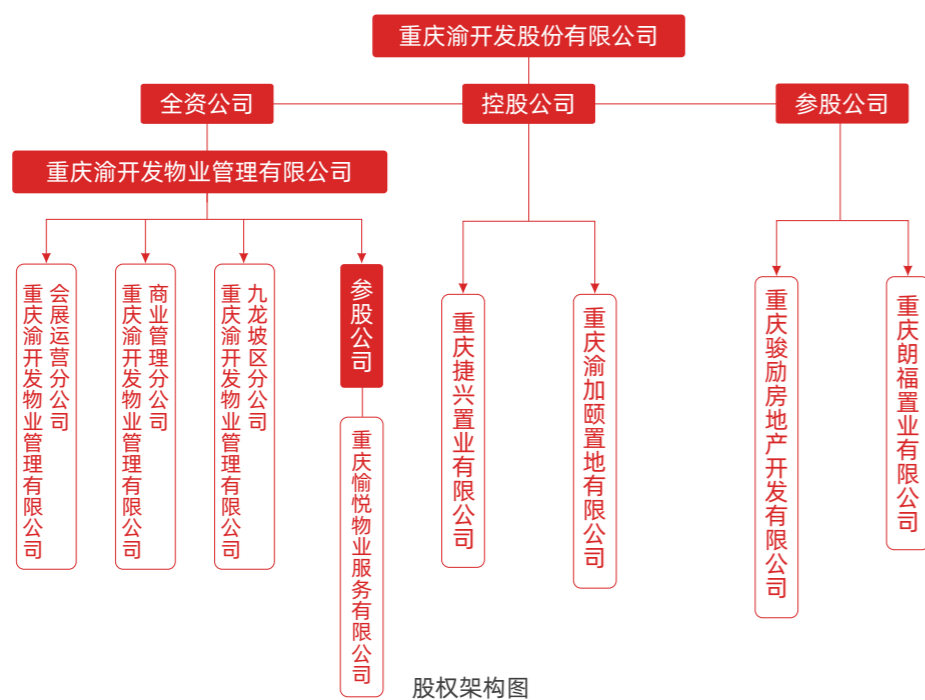 重庆渝开发股份有限公司
全资公司
控股公司
参股公司
重庆渝开发物业管理有限公司
重庆渝开发物业管理有限公司
会展运营分公司
重庆渝开发物业管理有限公司
商业管理分公司
重庆渝开发物业管理有限公司
九龙坡区分公司
参股公司
重庆愉悦物业服务有限公司
重庆捷兴置业有限公司
重庆渝加颐置地有限公司
重庆骏励房地产开发有限公司
重庆朗福置业有限公司
股权架构图